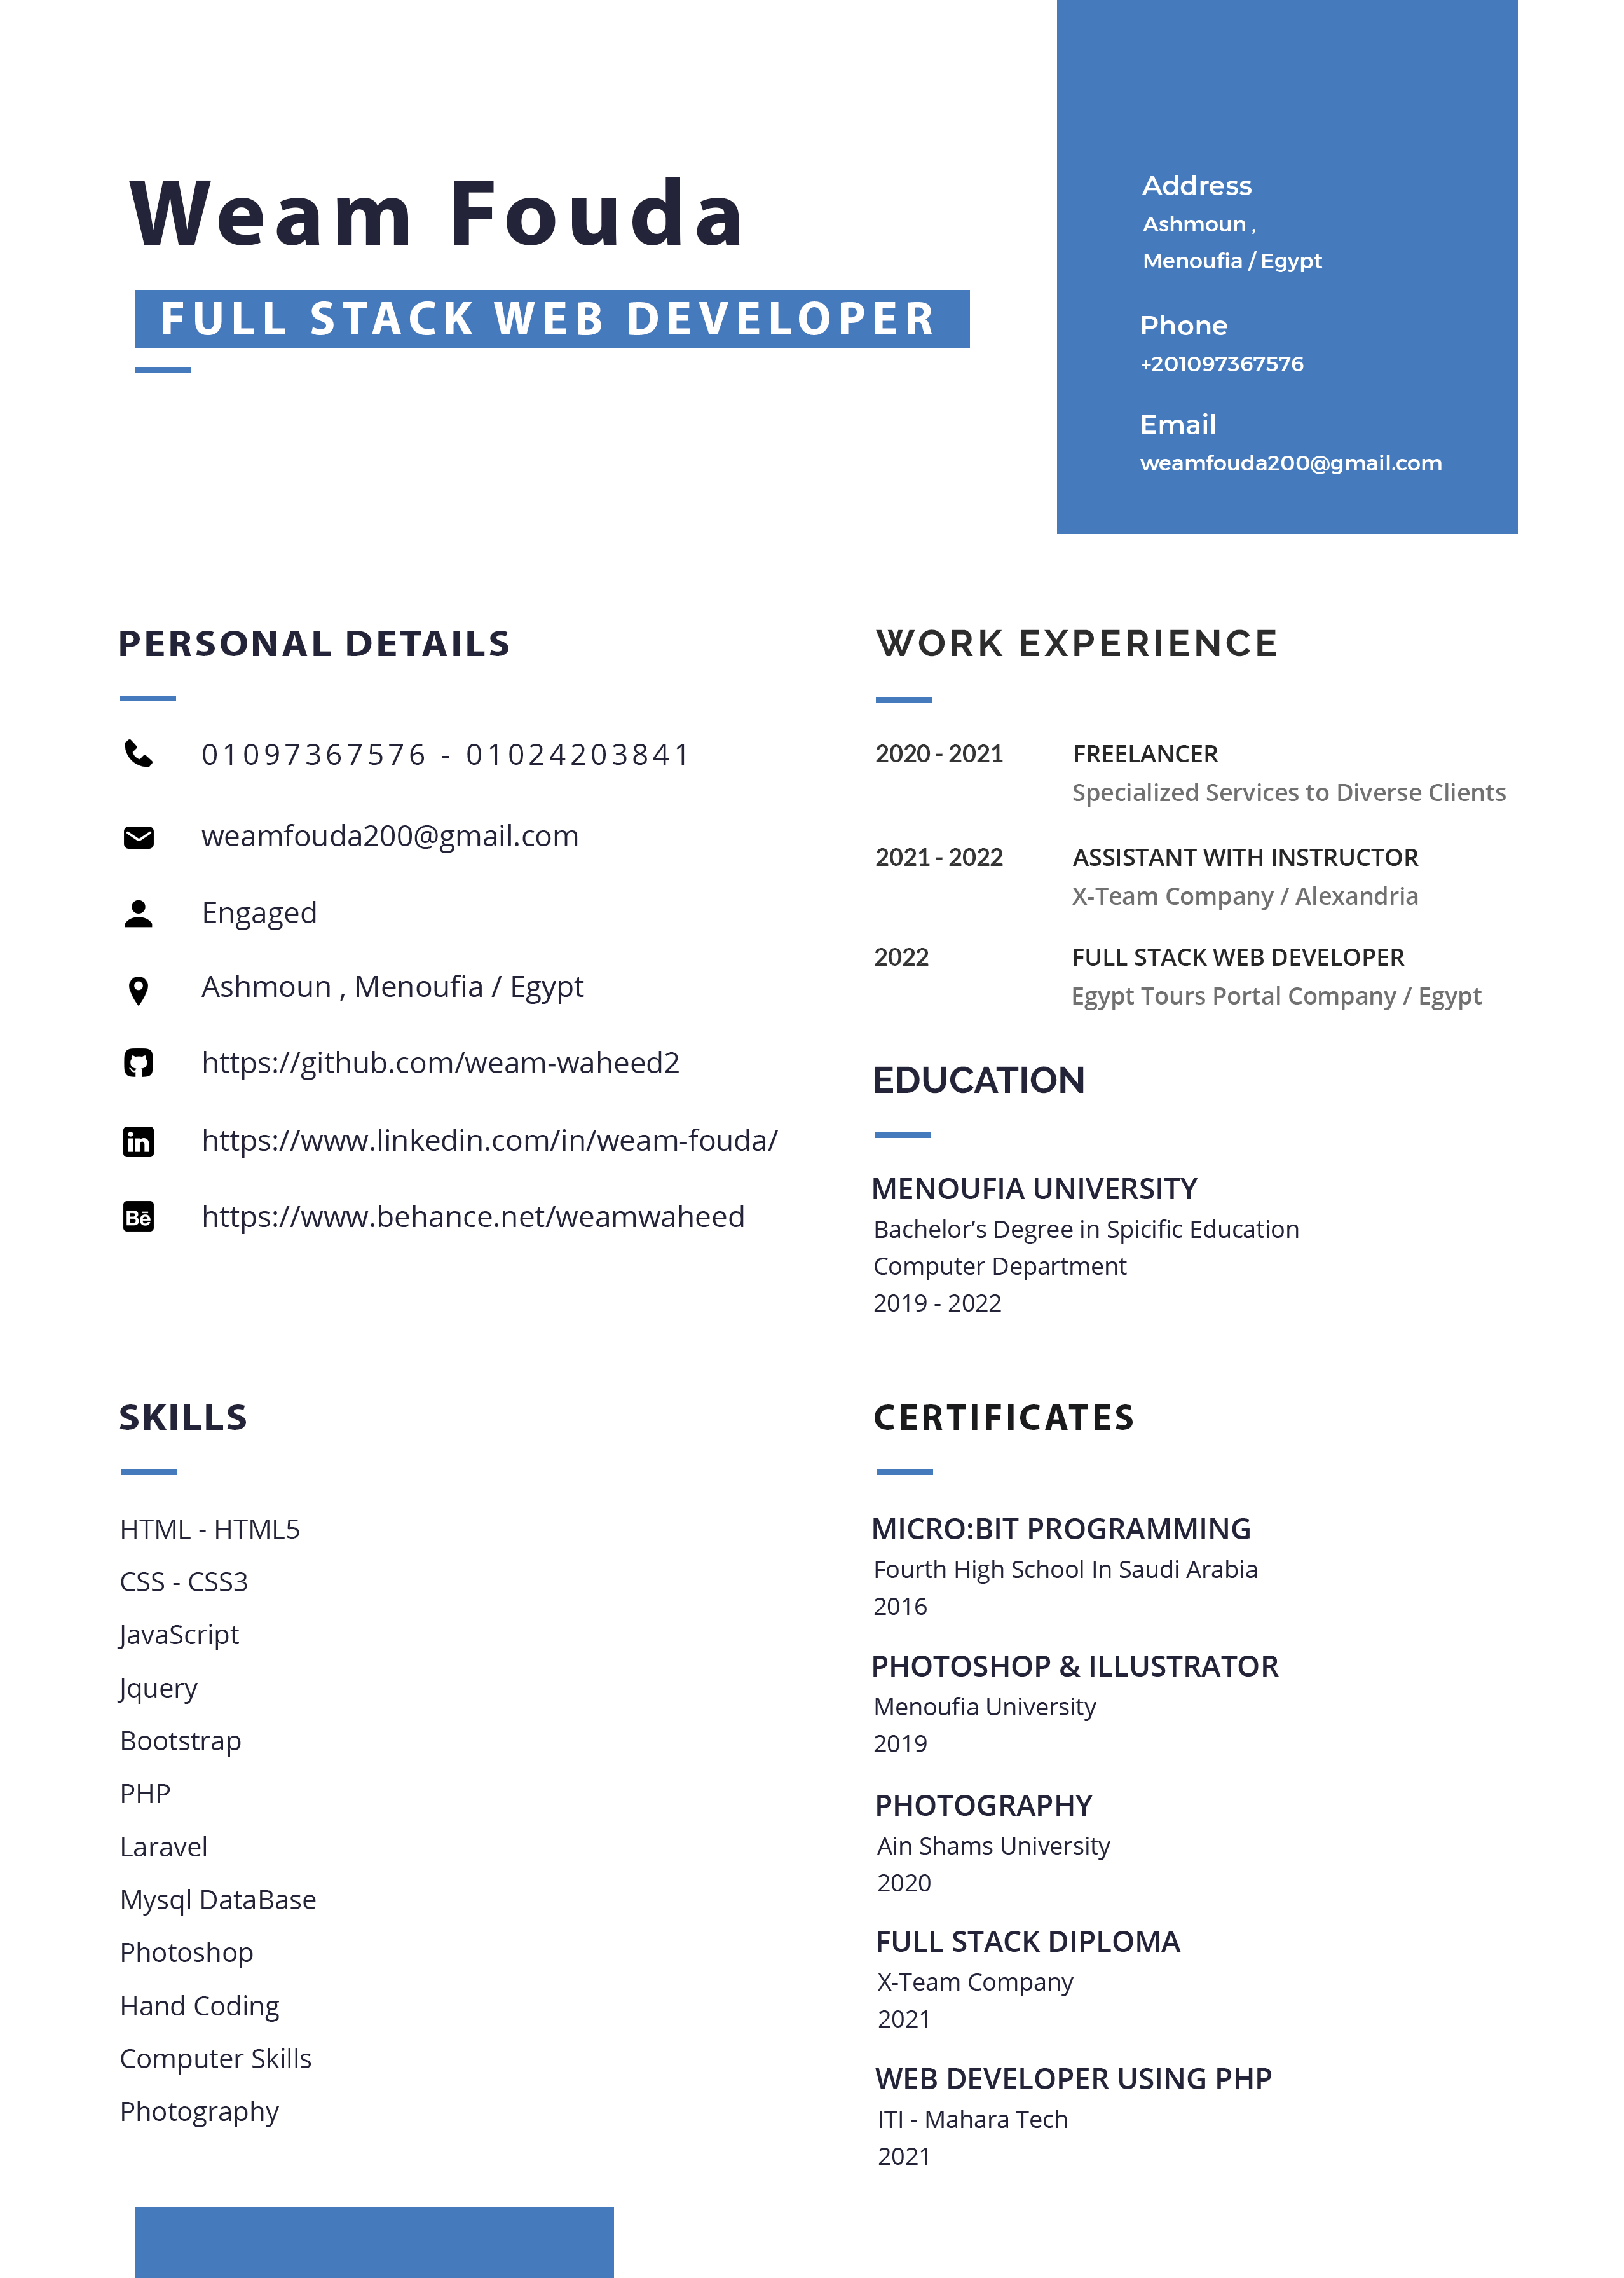 Weam Fouda
FULL STACK WEB DEVELOPER
Address
Ashmoun ,
Menoufia / Egypt
Phone
+201097367576
Email
weamfouda200@gmail.com
PERSONAL DETAILS
01097367576 - 01024203841
weamfouda200@gmail.com
Engaged
Ashmoun , Menoufia / Egypt
https://github.com/weam-waheed2
in
https://www.linkedin.com/in/weam-fouda/
Bē
https://www.behance.net/weamwaheed
WORK EXPERIENCE
2020 - 2021 FREELANCER
Specialized Services to Diverse Clients
2021 - 2022 ASSISTANT WITH INSTRUCTOR
X-Team Company / Alexandria
2022 FULL STACK WEB DEVELOPER
Egypt Tours Portal Company / Egypt
EDUCATION
MENOUFIA UNIVERSITY
Bachelor’s Degree in Spicific Education
Computer Department
2019 - 2022
SKILLS
HTML - HTML5
CSS - CSS3
JavaScript
Jquery
Bootstrap
PHP
Laravel
Mysql DataBase
Photoshop
Hand Coding
Computer Skills
Photography
CERTIFICATES
MICRO:BIT PROGRAMMING
Fourth High School In Saudi Arabia
2016
PHOTOSHOP & ILLUSTRATOR
Menoufia University
2019
PHOTOGRAPHY
Ain Shams University
2020
FULL STACK DIPLOMA
X-Team Company
2021
WEB DEVELOPER USING PHP
ITI - Mahara Tech
2021